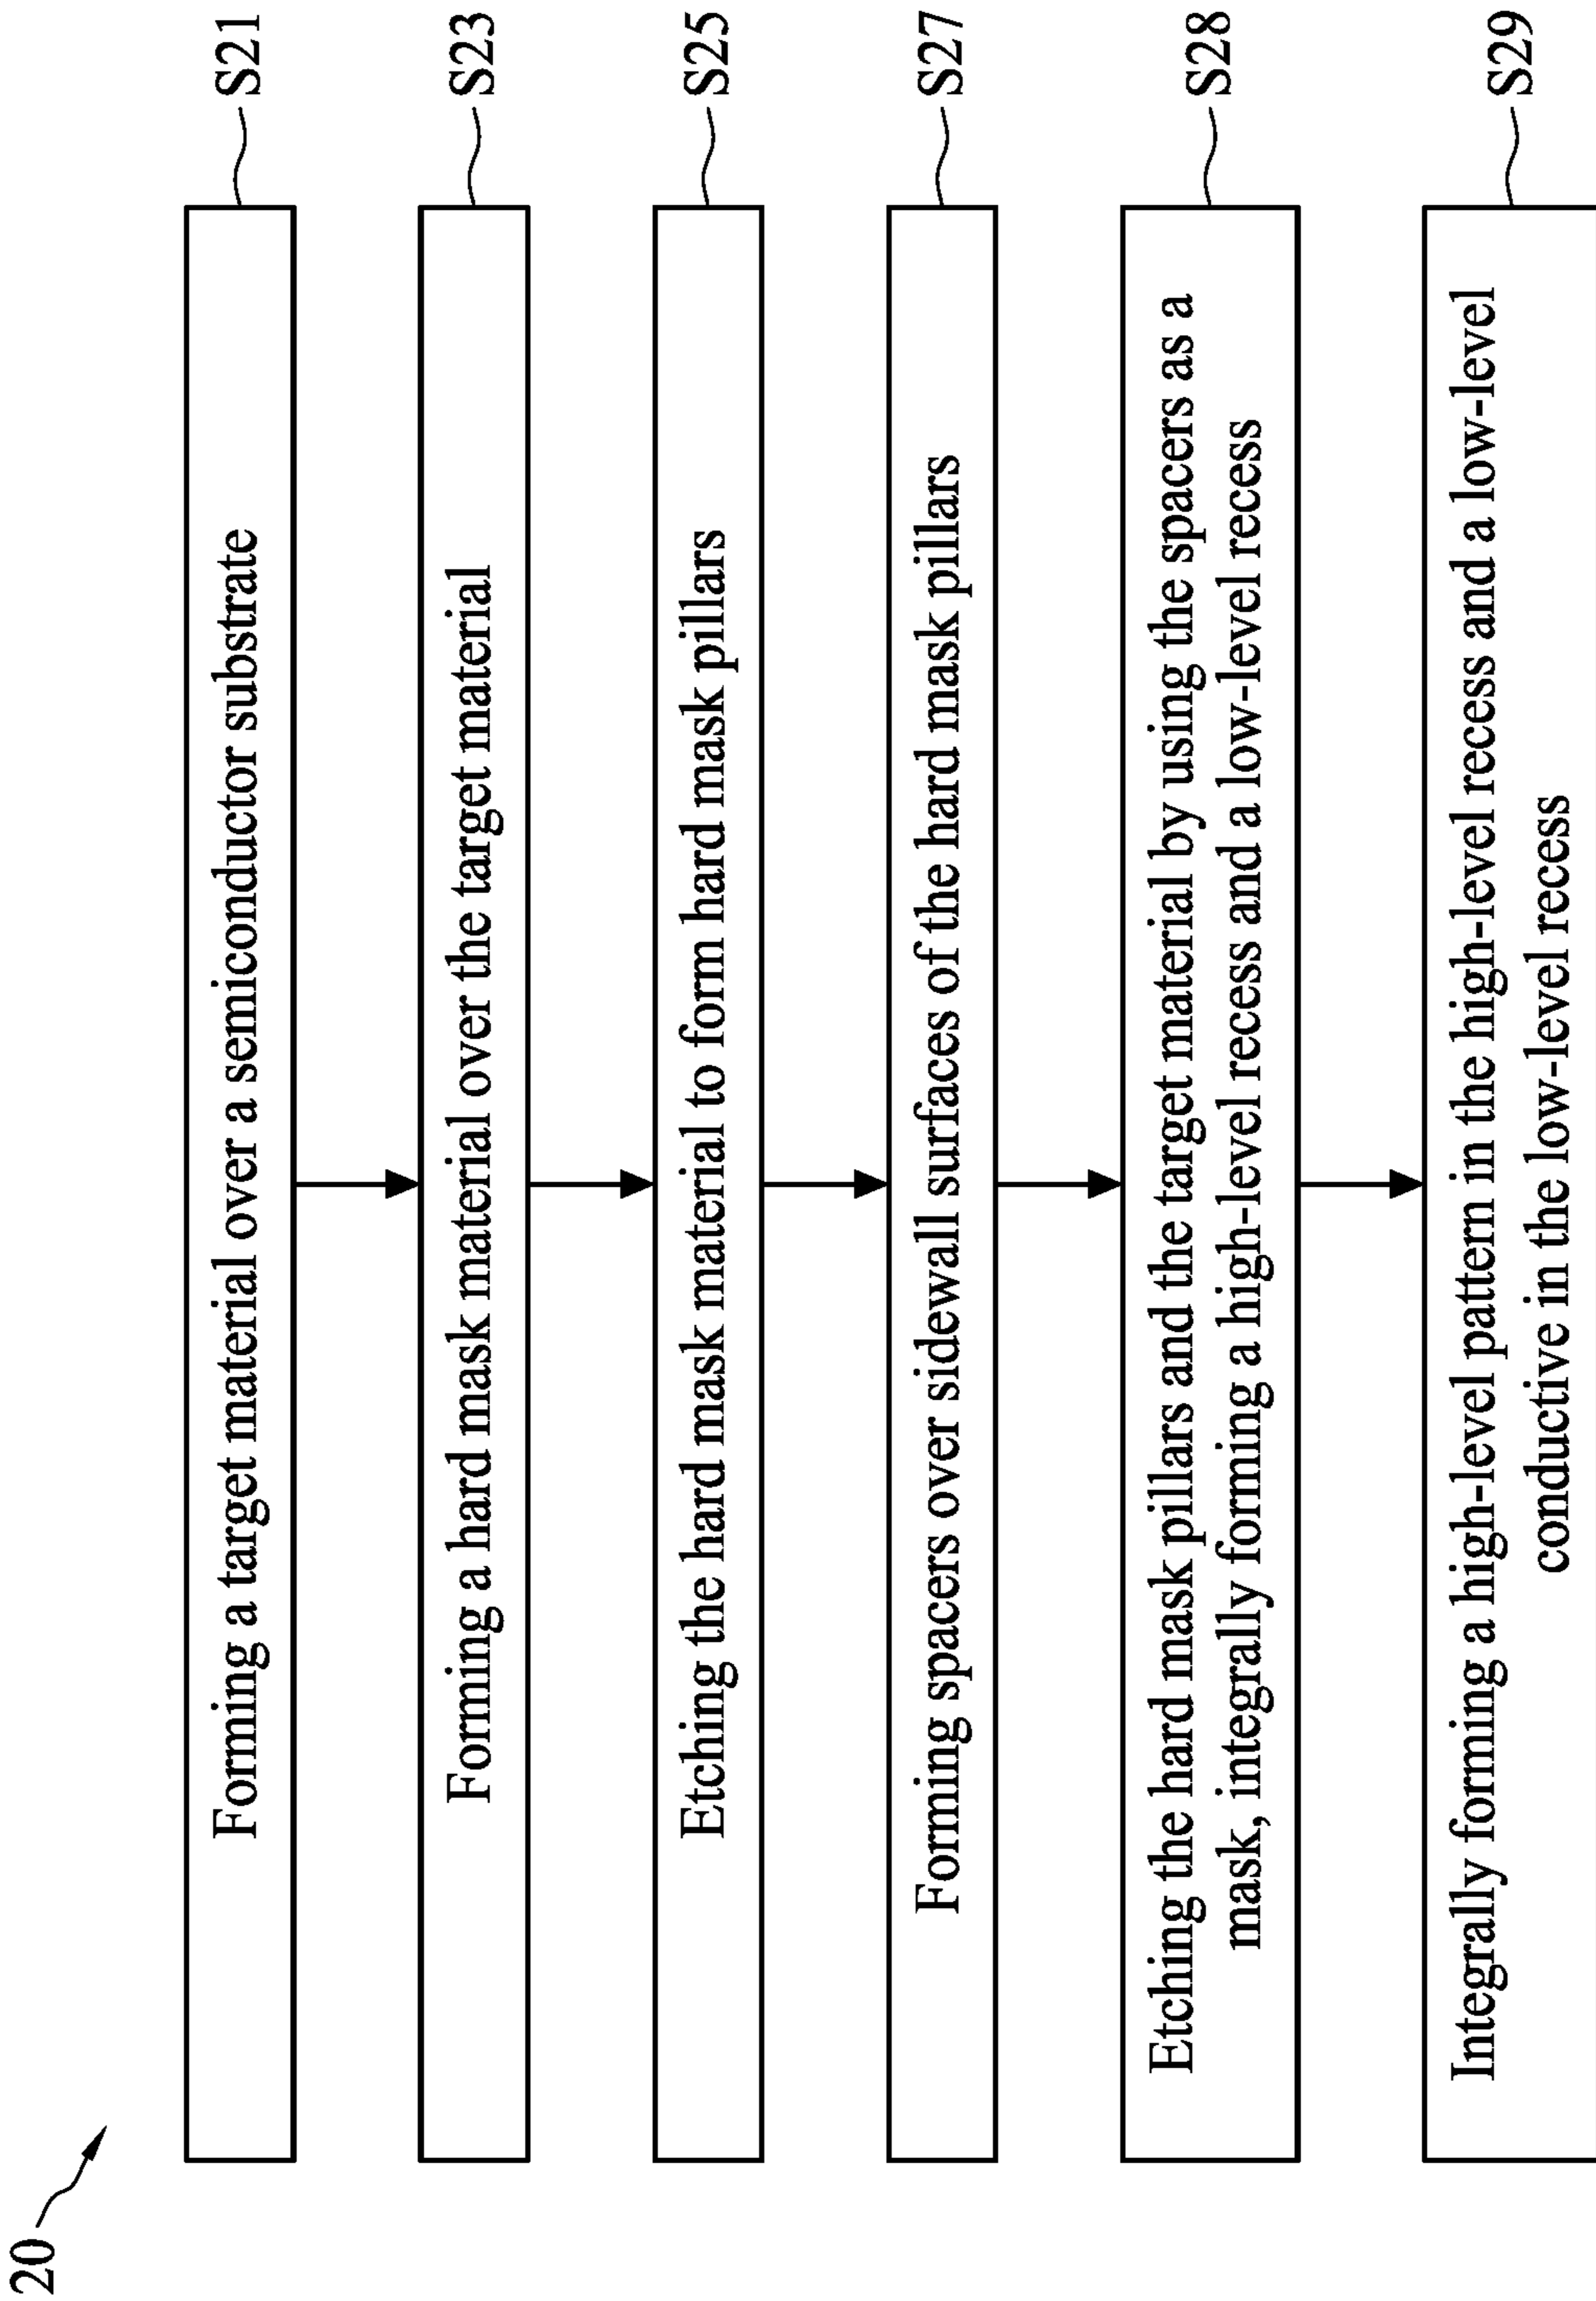 20
Forming a target material over a semiconductor substrate
S21
Forming a hard mask material over the target material
S23
Etching the hard mask material to form hard mask pillars
S25
Forming spacers over sidewall surfaces of the hard mask pillars
S27
Etching the hard mask pillars and the target material by using the spacers as a
mask, integrally forming a high-level recess and a low-level recess
S28
Integrally forming a high-level pattern in the high-level recess and a low-level
conductive in the low-level recess
S29